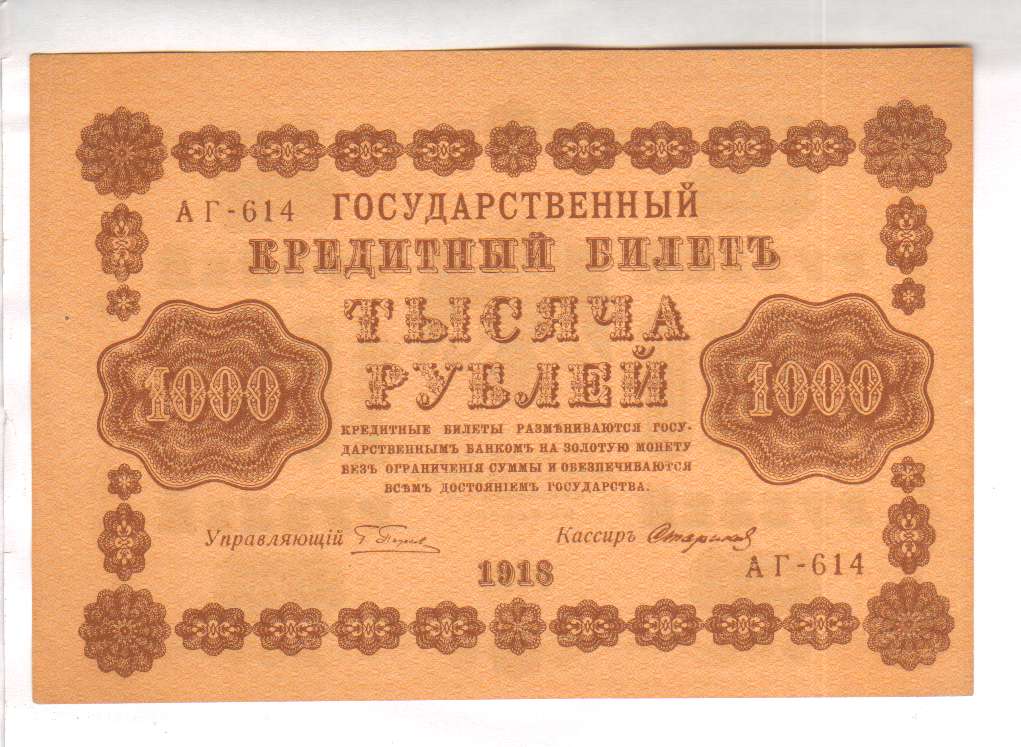 АГ-614 ГОСУДАРСТВЕННЫЙ
КРЕДИТНЫЙ БИЛЕТЪ
ТЫСЯЧА
РУБЛЕЙ
1000 1000
КРЕДИТНЫЕ БИЛЕТЫ РАЗМѢНИВАЮТСЯ ГОСУ-
ДАРСТВЕННЫМЪ БАНКОМЪ НА ЗОЛОТУЮ МОНЕТУ
БЕЗЪ ОГРАНИЧЕНІЯ СУММЫ И ОБЕЗПЕЧИВАЮТСЯ
ВСѢМЪ ДОСТОЯНІЕМЪ ГОСУДАРСТВА.
Управляющій Кассиръ Стариков
1918
АГ-614